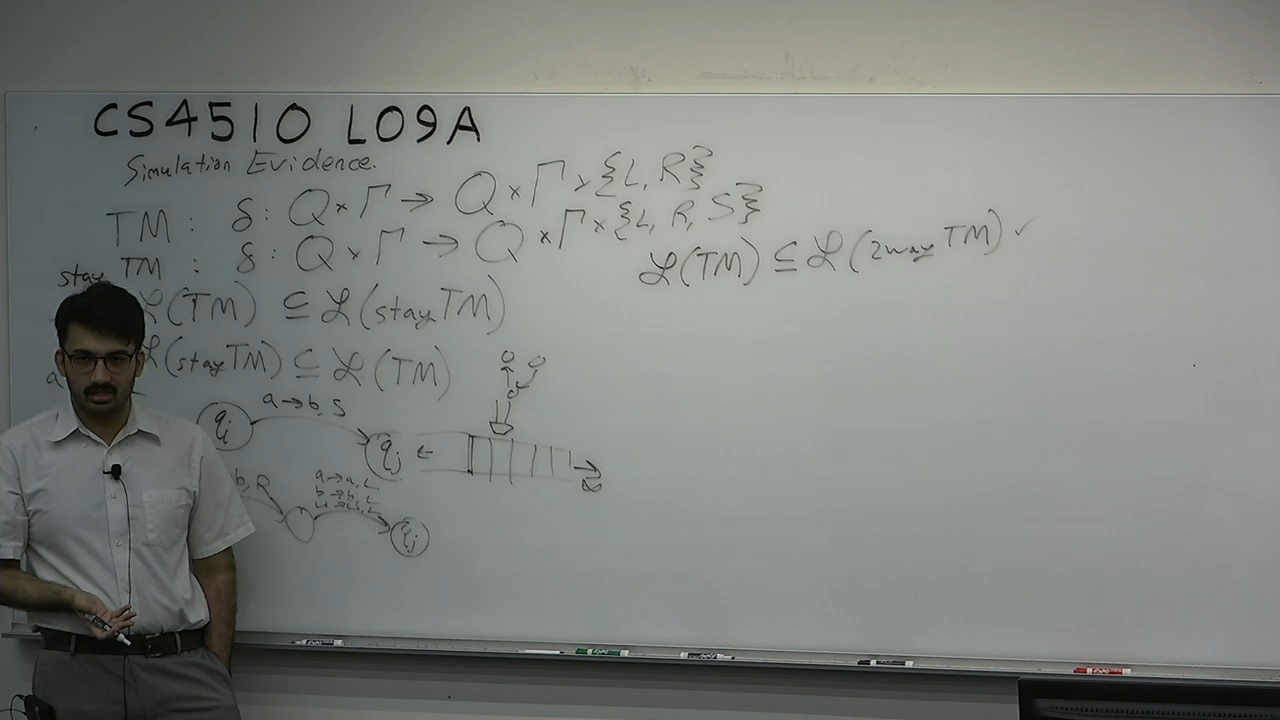 CS4510 L09A
Simulation Evidence.
TM: δ: Q × Γ → Q × Γ × {L, R}
stay TM: δ: Q × Γ → Q × Γ × {L, R, S}
ℒ(TM) ⊆ ℒ(2way TM) ✓
ℒ(TM) ⊆ ℒ(stay TM)
ℒ(stay TM) ⊆ ℒ(TM)
a → b, S
qi
qj
b, R
a → a, L
b → b, L
⊔ → ⊔, L
qj